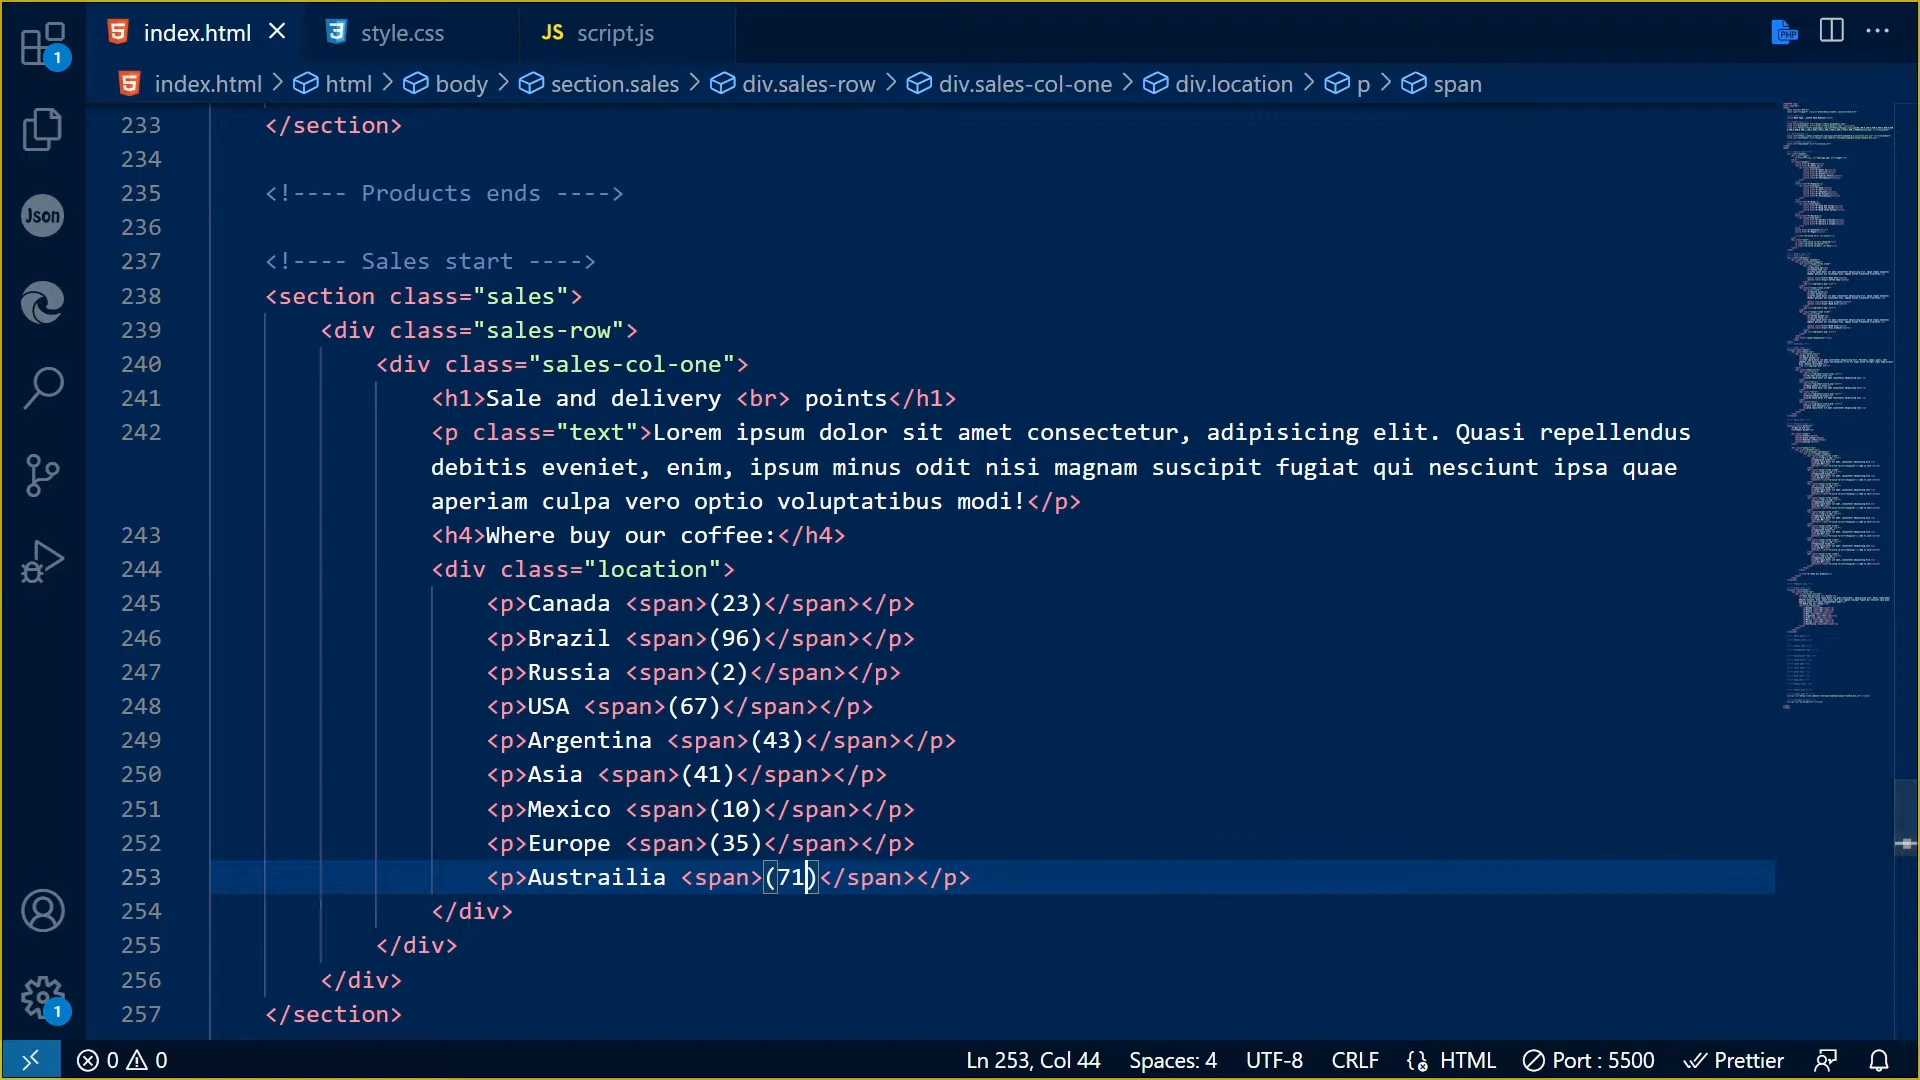 index.html
style.css
JS script.js
index.html > html > body > section.sales > div.sales-row > div.sales-col-one > div.location > p > span
233 </section>
234
235 <!---- Products ends ---->
236
237 <!---- Sales start ---->
238 <section class="sales">
239 <div class="sales-row">
240 <div class="sales-col-one">
241 <h1>Sale and delivery <br> points</h1>
242 <p class="text">Lorem ipsum dolor sit amet consectetur, adipisicing elit. Quasi repellendus
debitis eveniet, enim, ipsum minus odit nisi magnam suscipit fugiat qui nesciunt ipsa quae
aperiam culpa vero optio voluptatibus modi!</p>
243 <h4>Where buy our coffee:</h4>
244 <div class="location">
245 <p>Canada <span>(23)</span></p>
246 <p>Brazil <span>(96)</span></p>
247 <p>Russia <span>(2)</span></p>
248 <p>USA <span>(67)</span></p>
249 <p>Argentina <span>(43)</span></p>
250 <p>Asia <span>(41)</span></p>
251 <p>Mexico <span>(10)</span></p>
252 <p>Europe <span>(35)</span></p>
253 <p>Austrailia <span>(71)</span></p>
254 </div>
255 </div>
256 </div>
257 </section>
1
Json
1
PHP
0 0
Ln 253, Col 44
Spaces: 4
UTF-8
CRLF
HTML
Port : 5500
Prettier